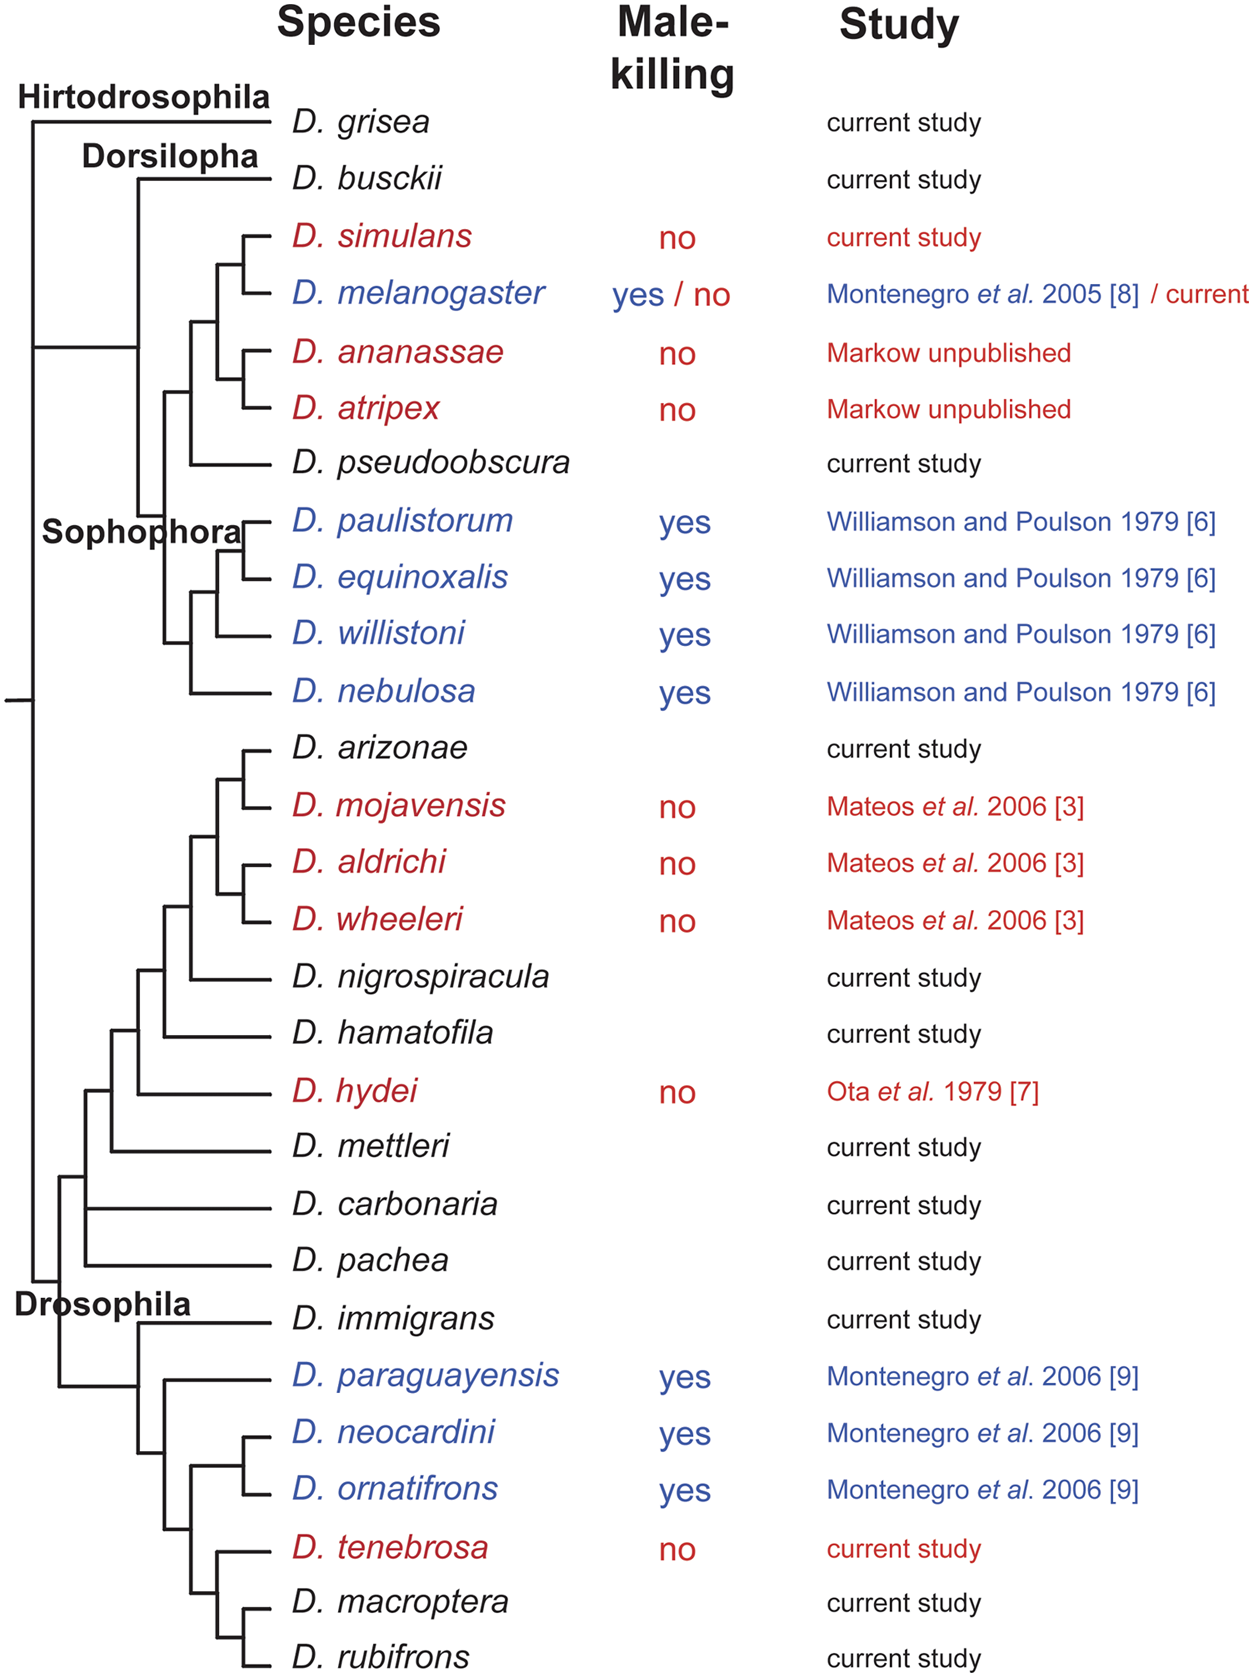 Species Male-killing Study
Hirtodrosophila
D. grisea current study
Dorsilopha
D. busckii current study
D. simulans no current study
D. melanogaster yes / no Montenegro et al. 2005 [8] / current
D. ananassae no Markow unpublished
D. atripex no Markow unpublished
D. pseudoobscura current study
Sophophora
D. paulistorum yes Williamson and Poulson 1979 [6]
D. equinoxalis yes Williamson and Poulson 1979 [6]
D. willistoni yes Williamson and Poulson 1979 [6]
D. nebulosa yes Williamson and Poulson 1979 [6]
D. arizonae current study
D. mojavensis no Mateos et al. 2006 [3]
D. aldrichi no Mateos et al. 2006 [3]
D. wheeleri no Mateos et al. 2006 [3]
D. nigrospiracula current study
D. hamatofila current study
D. hydei no Ota et al. 1979 [7]
D. mettleri current study
D. carbonaria current study
D. pachea current study
Drosophila
D. immigrans current study
D. paraguayensis yes Montenegro et al. 2006 [9]
D. neocardini yes Montenegro et al. 2006 [9]
D. ornatifrons yes Montenegro et al. 2006 [9]
D. tenebrosa no current study
D. macroptera current study
D. rubifrons current study